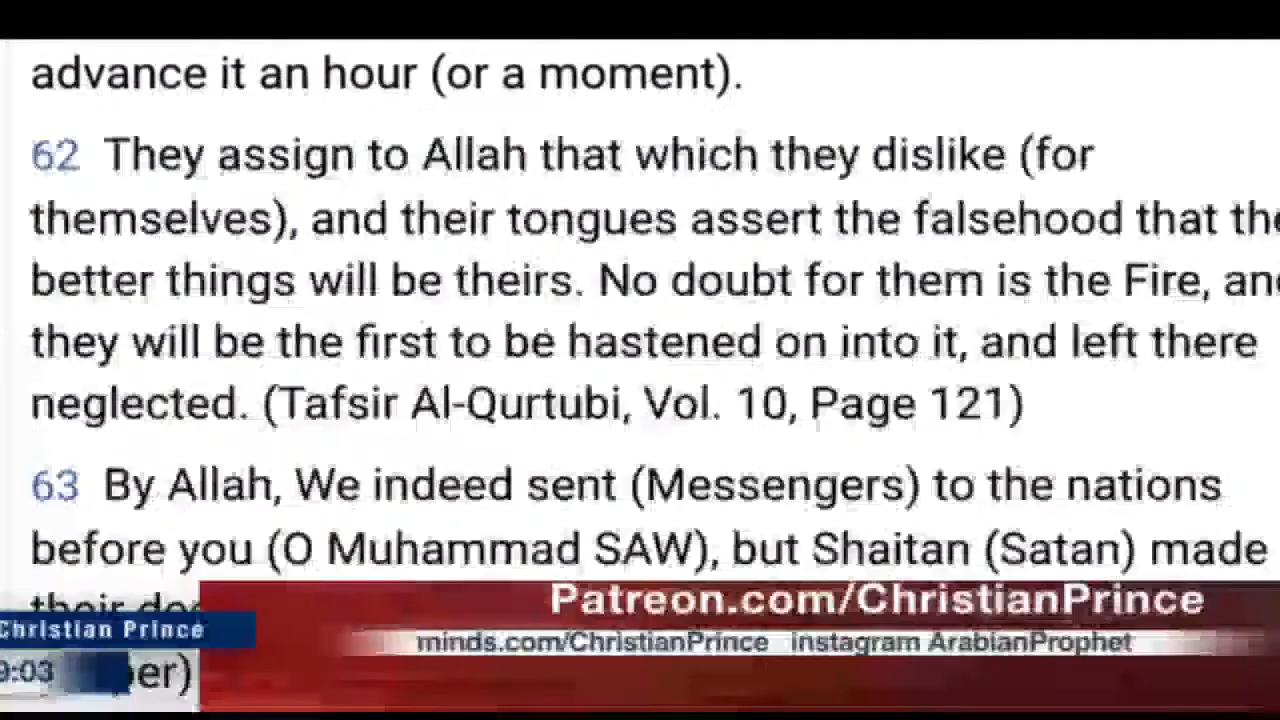 advance it an hour (or a moment).
62 They assign to Allah that which they dislike (for
themselves), and their tongues assert the falsehood that the
better things will be theirs. No doubt for them is the Fire, and
they will be the first to be hastened on into it, and left there
neglected. (Tafsir Al-Qurtubi, Vol. 10, Page 121)
63 By Allah, We indeed sent (Messengers) to the nations
before you (O Muhammad SAW), but Shaitan (Satan) made
their
Patreon.com/ChristianPrince
Christian Prince
minds.com/ChristianPrince instagram ArabianProphet
9:03